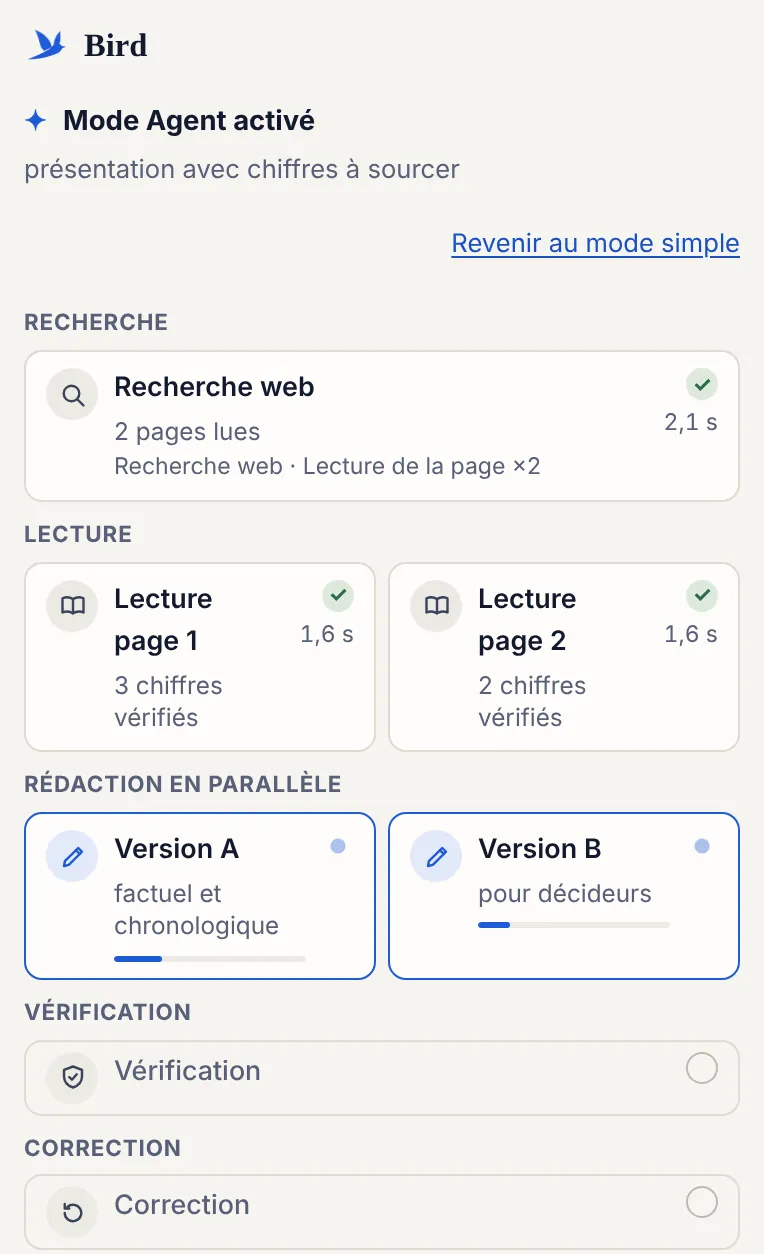 Bird
Mode Agent activé
présentation avec chiffres à sourcer
Revenir au mode simple
RECHERCHE
Recherche web
2,1 s
2 pages lues
Recherche web · Lecture de la page ×2
LECTURE
Lecture
page 1
1,6 s
3 chiffres
vérifiés
Lecture
page 2
1,6 s
2 chiffres
vérifiés
RÉDACTION EN PARALLÈLE
Version A
factuel et
chronologique
Version B
pour décideurs
VÉRIFICATION
Vérification
CORRECTION
Correction